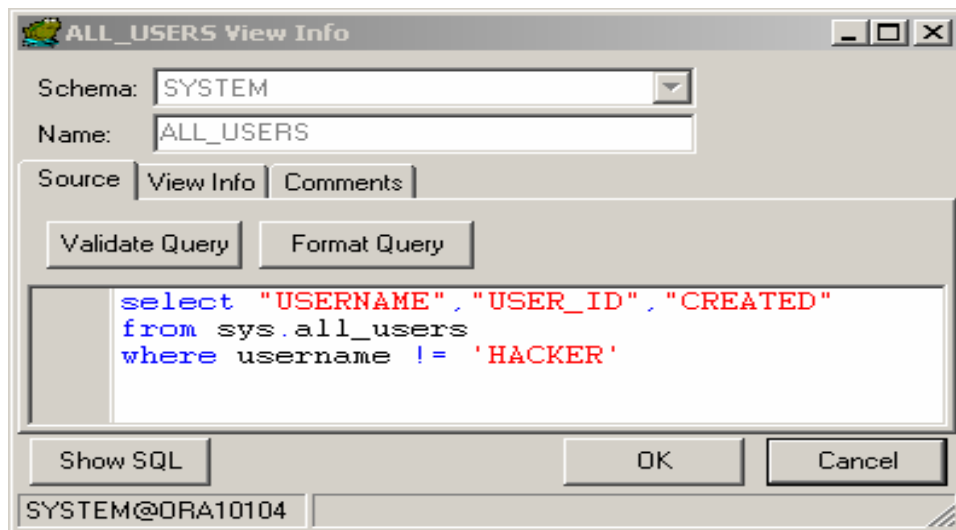 ALL_USERS View Info
Schema: SYSTEM
Name: ALL_USERS
Source View Info Comments
Validate Query Format Query
select "USERNAME","USER_ID","CREATED"
from sys.all_users
where username != 'HACKER'
Show SQL OK Cancel
SYSTEM@ORA10104